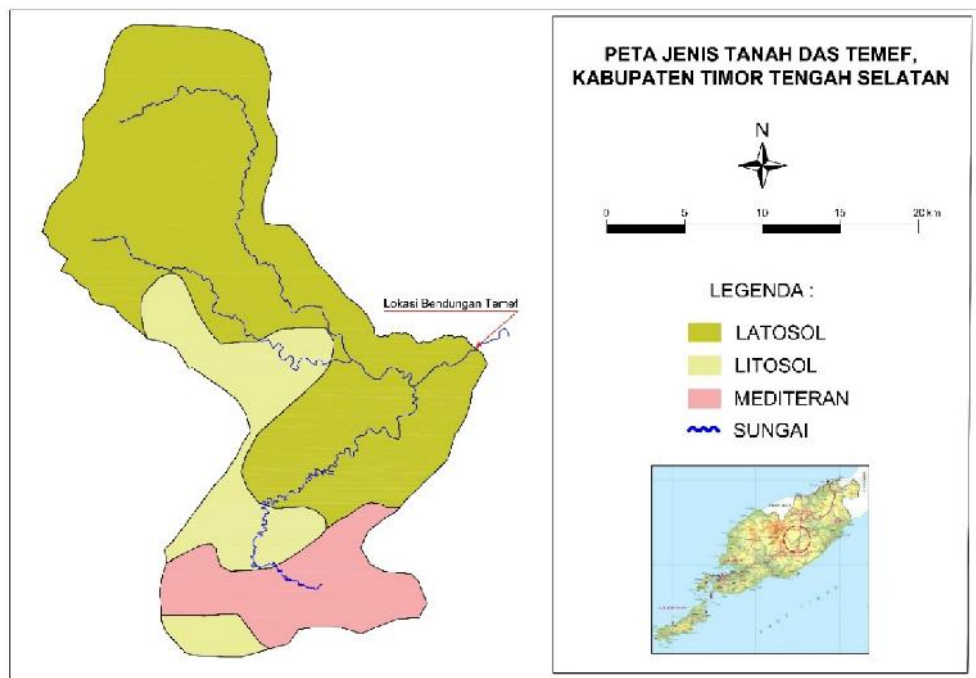 PETA JENIS TANAH DAS TEMEF,
KABUPATEN TIMOR TENGAH SELATAN
N
0 5 10 15 20 km
Lokasi Bendungan Temef
LEGENDA :
LATOSOL
LITOSOL
MEDITERAN
SUNGAI